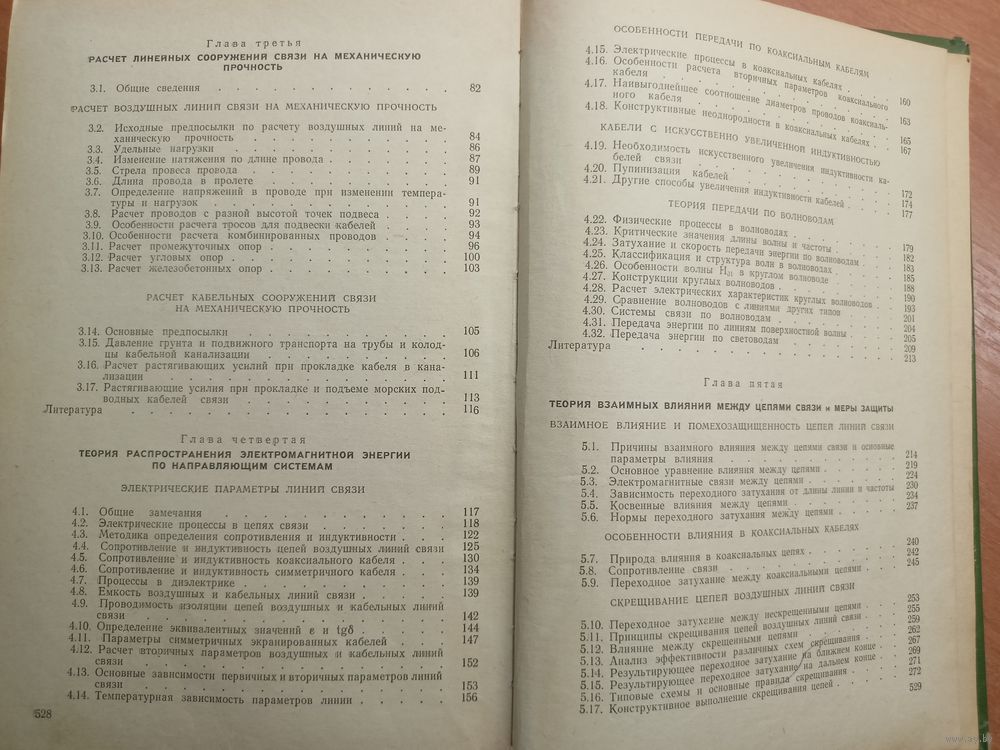 Глава третья
РАСЧЕТ ЛИНЕЙНЫХ СООРУЖЕНИЙ СВЯЗИ НА МЕХАНИЧЕСКУЮ
ПРОЧНОСТЬ
3.1. Общие сведения . . . . . . . . . . 82
РАСЧЕТ ВОЗДУШНЫХ ЛИНИЙ СВЯЗИ НА МЕХАНИЧЕСКУЮ ПРОЧНОСТЬ
3.2. Исходные предпосылки по расчету воздушных линий на ме-
ханическую прочность . . . . . . . . 84
3.3. Удельные нагрузки . . . . . . . . 86
3.4. Изменение натяжения по длине провода . . . . 87
3.5. Стрела провеса провода . . . . . . . 89
3.6. Длина провода в пролете . . . . . . . 91
3.7. Определение напряжений в проводе при изменении темпера-
туры и нагрузок . . . . . . . . . 91
3.8. Расчет проводов с разной высотой точек подвеса . . . 92
3.9. Особенности расчета тросов для подвески кабелей . . . 93
3.10. Особенности расчета комбинированных проводов . . . 94
3.11. Расчет промежуточных опор . . . . . . 96
3.12. Расчет угловых опор . . . . . . . . 100
3.13. Расчет железобетонных опор . . . . . . 103
РАСЧЕТ КАБЕЛЬНЫХ СООРУЖЕНИЙ СВЯЗИ
НА МЕХАНИЧЕСКУЮ ПРОЧНОСТЬ
3.14. Основные предпосылки . . . . . . . 105
3.15. Давление грунта и подвижного транспорта на трубы и колод-
цы кабельной канализации . . . . . . . 106
3.16. Расчет растягивающих усилий при прокладке кабеля в кана-
лизации . . . . . . . . . . 111
3.17. Растягивающие усилия при прокладке и подъеме морских под-
водных кабелей связи . . . . . . . . 113
Литература . . . . . . . . . . . 116
Глава четвертая
ТЕОРИЯ РАСПРОСТРАНЕНИЯ ЭЛЕКТРОМАГНИТНОЙ ЭНЕРГИИ
ПО НАПРАВЛЯЮЩИМ СИСТЕМАМ
ЭЛЕКТРИЧЕСКИЕ ПАРАМЕТРЫ ЛИНИЙ СВЯЗИ
4.1. Общие замечания . . . . . . . . 117
4.2. Электрические процессы в цепях связи . . . . . 118
4.3. Методика определения сопротивления и индуктивности . . . 122
4.4. Сопротивление и индуктивность цепей воздушных линий связи 125
4.5. Сопротивление и индуктивность коаксиального кабеля . . . 130
4.6. Сопротивление и индуктивность симметричного кабеля . . . 134
4.7. Процессы в диэлектрике . . . . . . . 139
4.8. Емкость воздушных и кабельных линий связи . . . . 139
4.9. Проводимость изоляции цепей воздушных и кабельных линий
связи . . . . . . . . . . . 142
4.10. Определение эквивалентных значений ε и tgδ . . . . 144
4.11. Параметры симметричных экранированных кабелей . . . 147
4.12. Расчет вторичных параметров воздушных и кабельных линий
связи . . . . . . . . . . . 152
4.13. Основные зависимости первичных и вторичных параметров линий
связи . . . . . . . . . . . 153
4.14. Температурная зависимость параметров линии . . . . 156
528
ОСОБЕННОСТИ ПЕРЕДАЧИ ПО КОАКСИАЛЬНЫМ КАБЕЛЯМ
4.15. Электрические процессы в коаксиальных кабелях . . . 160
4.16. Особенности расчета вторичных параметров коаксиального
кабеля . . . . . . . . . . 163
4.17. Наивыгоднейшее соотношение диаметров проводов коаксиаль-
ного кабеля . . . . . . . . . 165
4.18. Конструктивные неоднородности в коаксиальных кабелях . . 167
КАБЕЛИ С ИСКУССТВЕННО УВЕЛИЧЕННОЙ ИНДУКТИВНОСТЬЮ
4.19. Необходимость искусственного увеличения индуктивности ка-
белей связи . . . . . . . . . 172
4.20. Пупинизация кабелей . . . . . . . 174
4.21. Другие способы увеличения индуктивности кабелей . . . 177
ТЕОРИЯ ПЕРЕДАЧИ ПО ВОЛНОВОДАМ
4.22. Физические процессы в волноводах . . . . . 179
4.23. Критические значения длины волны и частоты . . . . 182
4.24. Затухание и скорость передачи энергии по волноводам . . . 183
4.25. Классификация и структура волн в волноводах . . . . 185
4.26. Особенности волны H₀₁ в круглом волноводе . . . . 188
4.27. Конструкции круглых волноводов . . . . . . 190
4.28. Расчет электрических характеристик круглых волноводов . . 193
4.29. Сравнение волноводов с линиями других типов . . . . 201
4.30. Системы связи по волноводам . . . . . . 204
4.31. Передача энергии по линиям поверхностной волны . . . 205
4.32. Передача энергии по световодам . . . . . . 209
Литература . . . . . . . . . . . 213
Глава пятая
ТЕОРИЯ ВЗАИМНЫХ ВЛИЯНИЙ МЕЖДУ ЦЕПЯМИ СВЯЗИ И МЕРЫ ЗАЩИТЫ
ВЗАИМНОЕ ВЛИЯНИЕ И ПОМЕХОЗАЩИЩЕННОСТЬ ЦЕПЕЙ ЛИНИЙ СВЯЗИ
5.1. Причины взаимного влияния между цепями связи и основные
параметры влияния . . . . . . . . 214
5.2. Основное уравнение влияния между цепями . . . . 219
5.3. Электромагнитные связи между цепями . . . . . 224
5.4. Зависимость переходного затухания от длины линии и частоты 230
5.5. Косвенные влияния между цепями . . . . . . 234
5.6. Нормы переходного затухания между цепями . . . . 237
ОСОБЕННОСТИ ВЛИЯНИЯ В КОАКСИАЛЬНЫХ КАБЕЛЯХ
5.7. Природа влияния в коаксиальных цепях . . . . . 240
5.8. Сопротивление связи . . . . . . . . 242
5.9. Переходное затухание между коаксиальными цепями . . . 245
СКРЕЩИВАНИЕ ЦЕПЕЙ ВОЗДУШНЫХ ЛИНИЙ СВЯЗИ
5.10. Переходное затухание между нескрещенными цепями . . . 253
5.11. Принципы скрещивания цепей воздушных линий связи . . . 255
5.12. Влияние между скрещенными цепями . . . . . 259
5.13. Анализ эффективности различных схем скрещивания . . . 262
5.14. Результирующее переходное затухание на ближнем конце . . 267
5.15. Результирующее переходное затухание на дальнем конце . . 269
5.16. Типовые схемы и основные правила скрещивания . . . . 271
5.17. Конструктивное выполнение скрещивания цепей . . . . 272
529